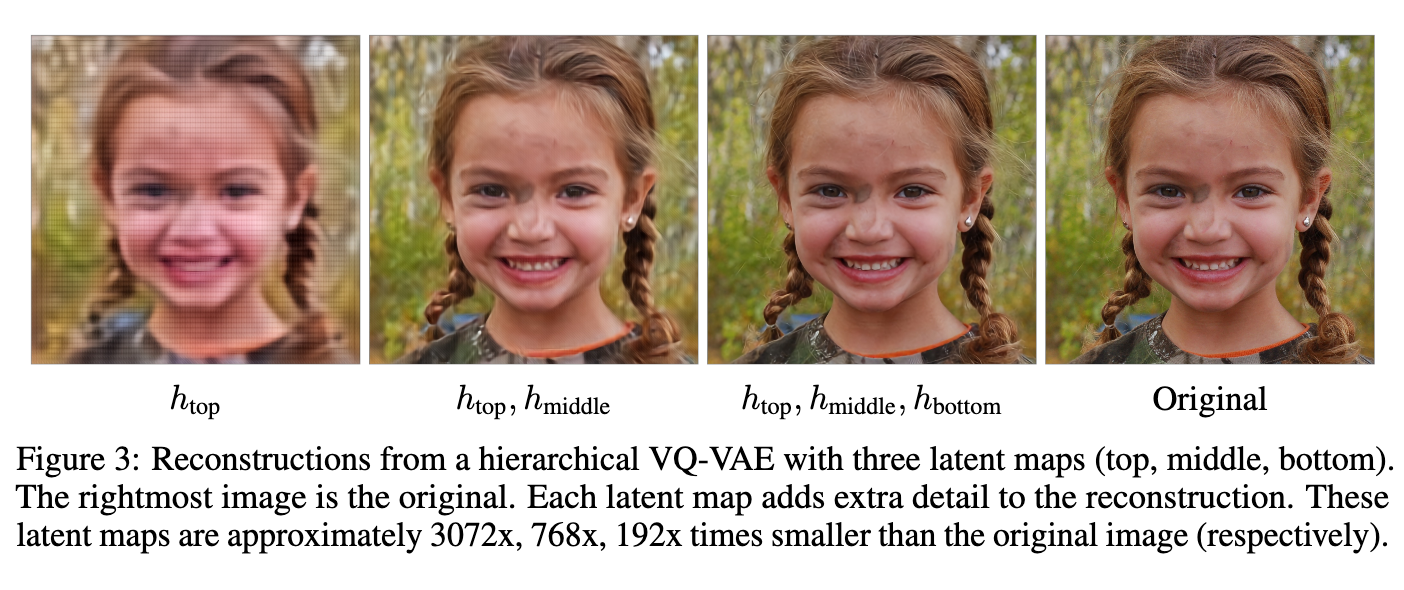 h_top
h_top, h_middle
h_top, h_middle, h_bottom
Original
Figure 3: Reconstructions from a hierarchical VQ-VAE with three latent maps (top, middle, bottom).
The rightmost image is the original. Each latent map adds extra detail to the reconstruction. These
latent maps are approximately 3072x, 768x, 192x times smaller than the original image (respectively).